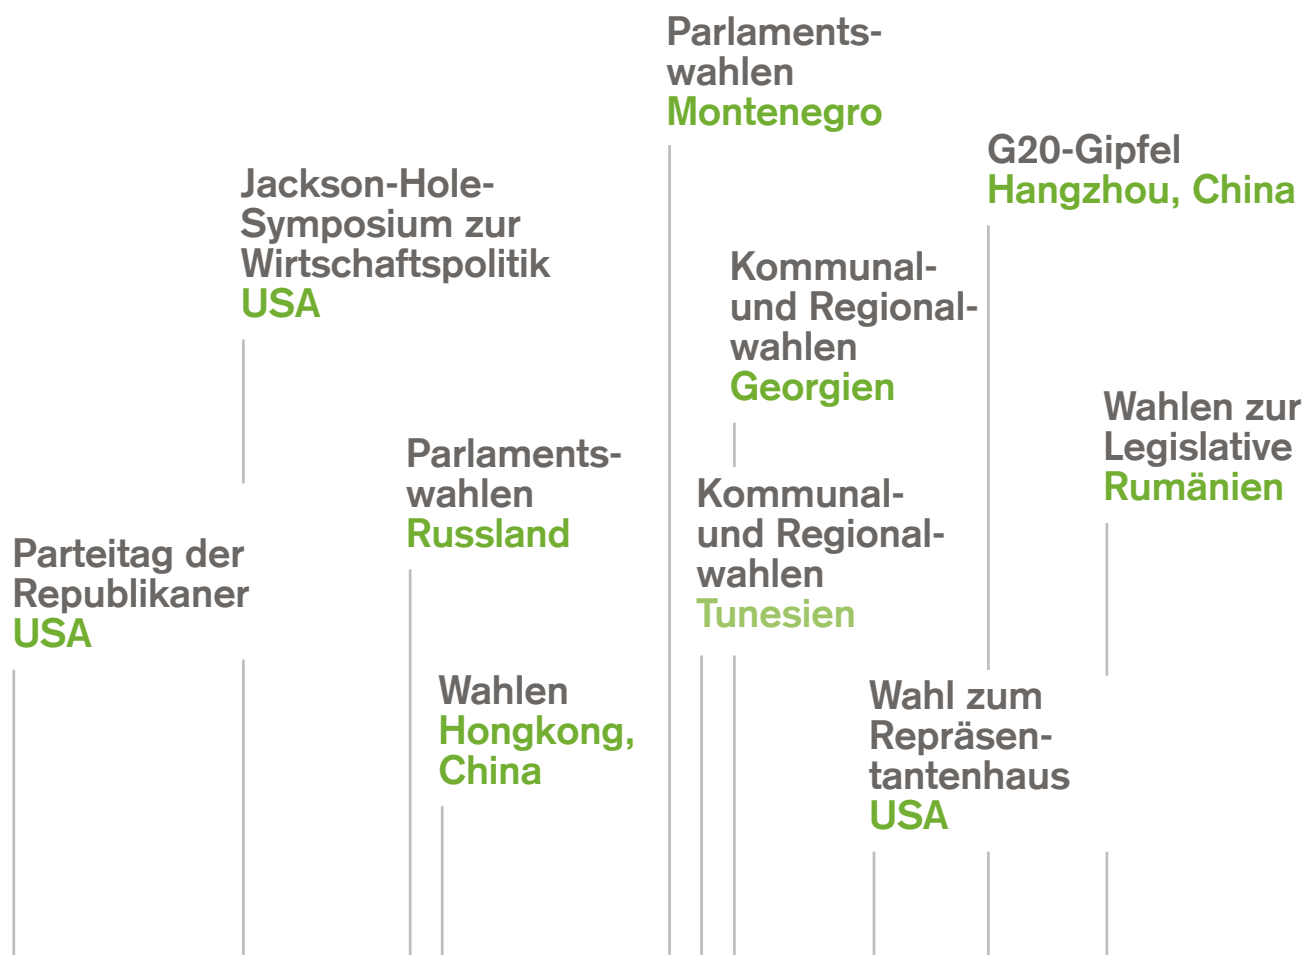 Parteitag der
Republikaner
USA
Jackson-Hole-
Symposium zur
Wirtschaftspolitik
USA
Parlaments-
wahlen
Russland
Wahlen
Hongkong,
China
Parlaments-
wahlen
Montenegro
Kommunal-
und Regional-
wahlen
Tunesien
Kommunal-
und Regional-
wahlen
Georgien
Wahl zum
Repräsen-
tantenhaus
USA
G20-Gipfel
Hangzhou, China
Wahlen zur
Legislative
Rumänien